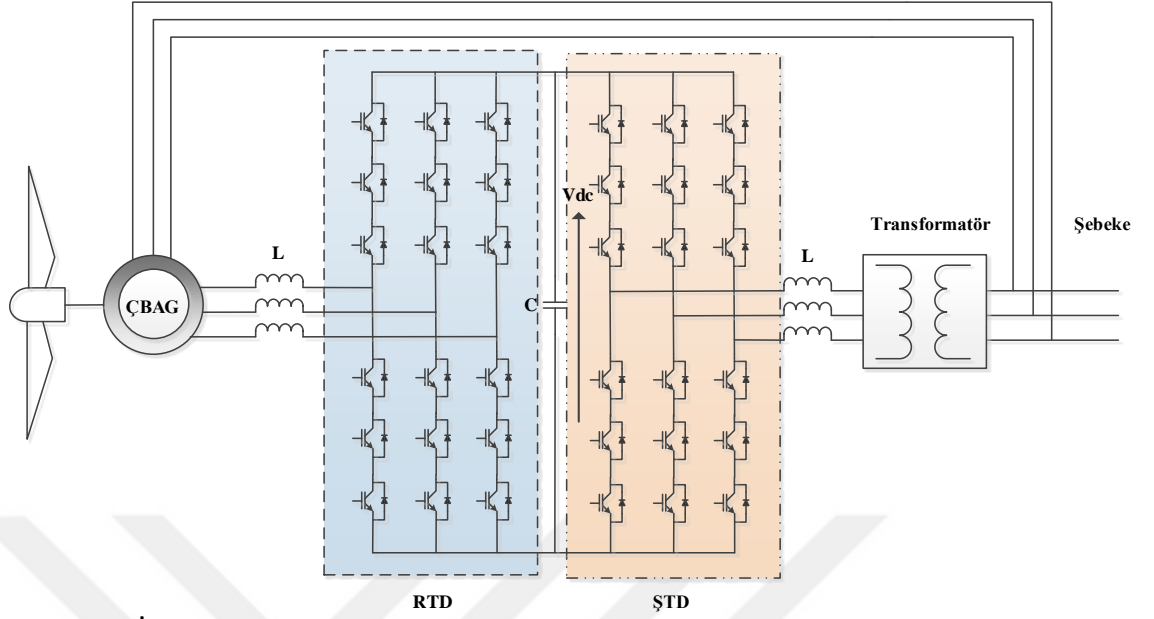 Vdc
Transformatör
Şebeke
L
L
ÇBAG
C
RTD
ŞTD